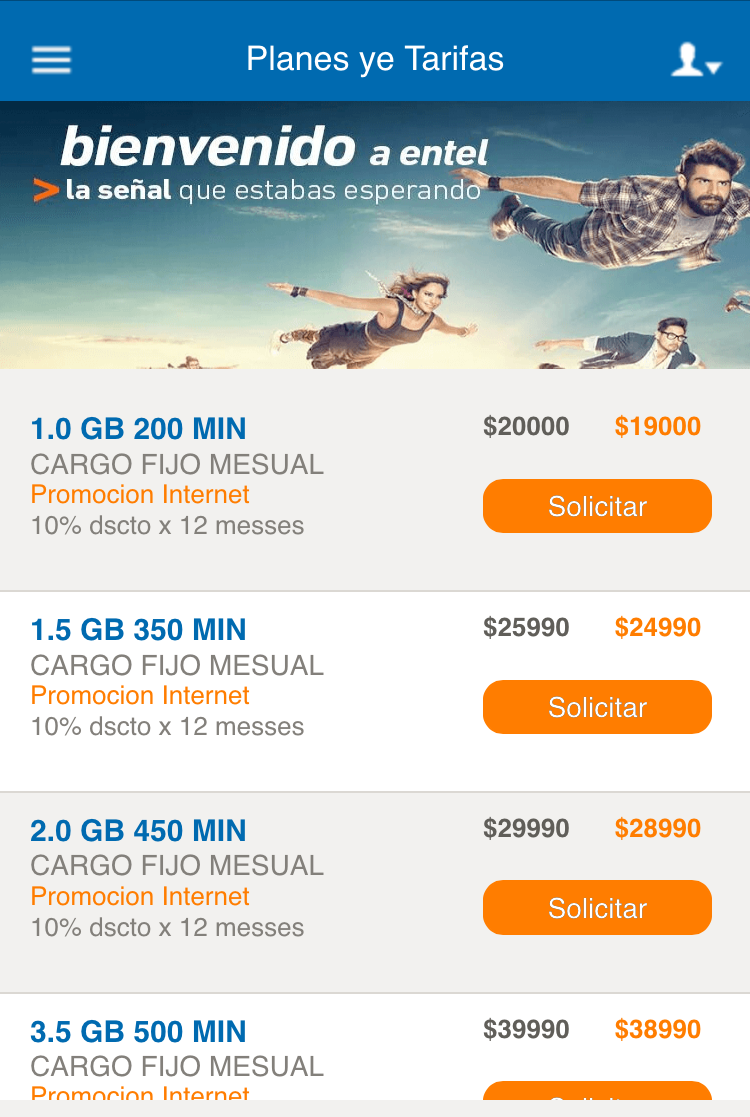 Planes ye Tarifas
bienvenido a entel
> la señal que estabas esperando
1.0 GB 200 MIN
$20000 $19000
CARGO FIJO MESUAL
Promocion Internet
10% dscto x 12 messes
Solicitar
1.5 GB 350 MIN
$25990 $24990
CARGO FIJO MESUAL
Promocion Internet
10% dscto x 12 messes
Solicitar
2.0 GB 450 MIN
$29990 $28990
CARGO FIJO MESUAL
Promocion Internet
10% dscto x 12 messes
Solicitar
3.5 GB 500 MIN
$39990 $38990
CARGO FIJO MESUAL
Promocion Internet
Solicitar